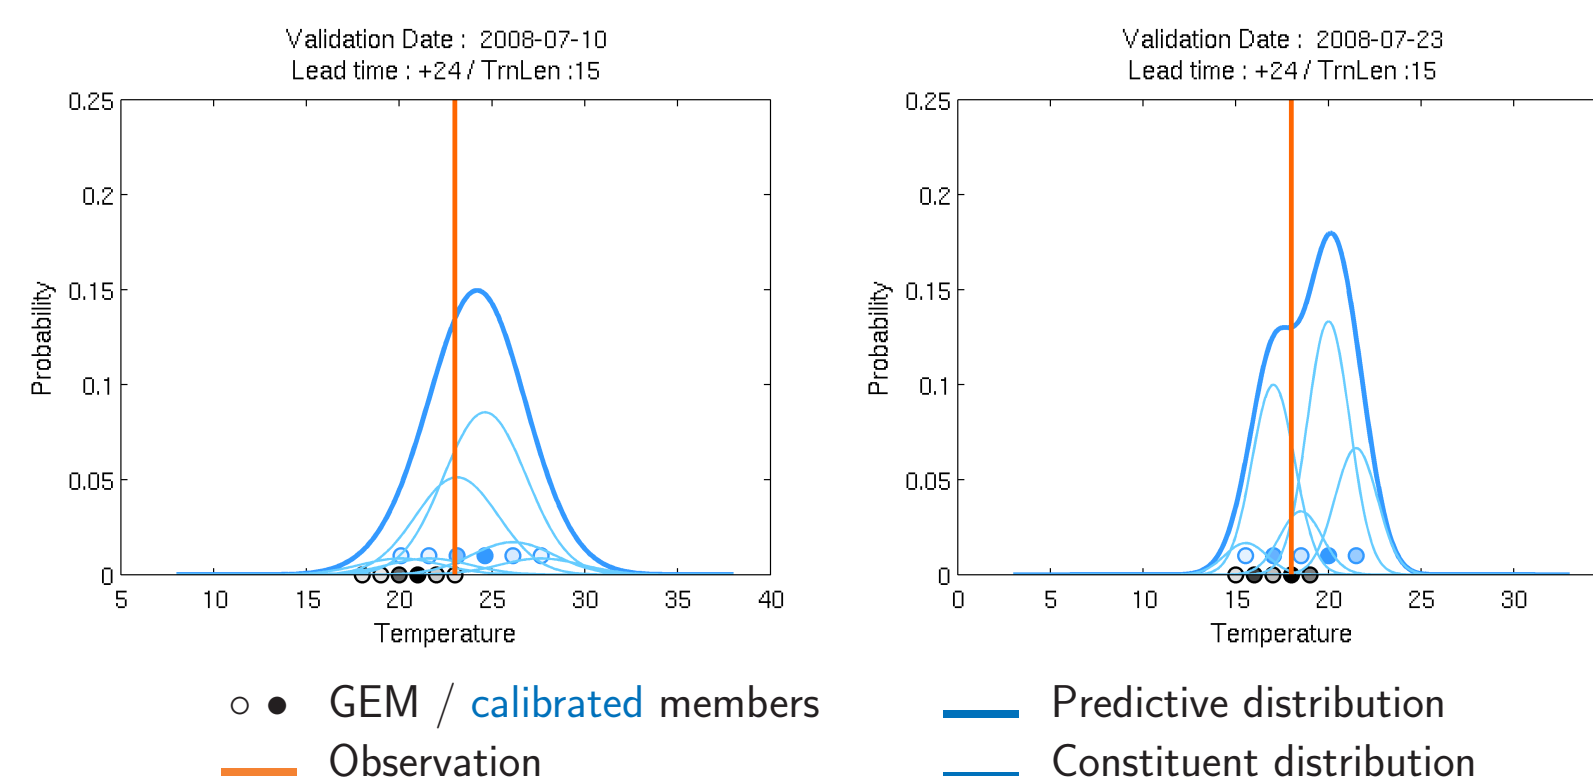 Validation Date : 2008-07-10
Lead time : +24 / TrnLen :15
0.25
0.2
0.15
0.1
0.05
0
Probability
5 10 15 20 25 30 35 40
Temperature
Validation Date : 2008-07-23
Lead time : +24 / TrnLen :15
0.25
0.2
0.15
0.1
0.05
0
Probability
0 5 10 15 20 25 30
Temperature
GEM / calibrated members
Observation
Predictive distribution
Constituent distribution